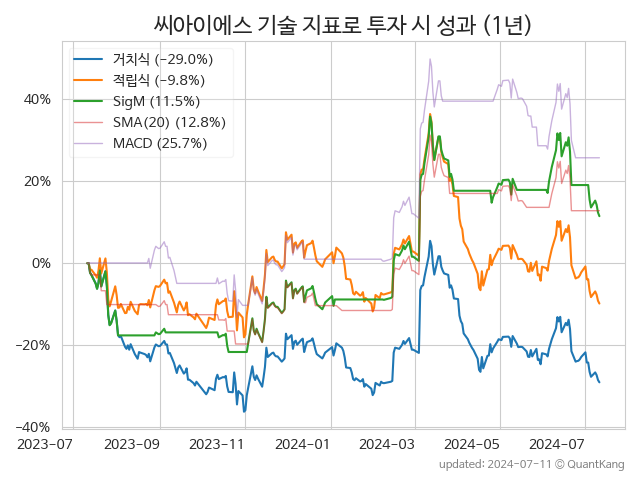 씨아이에스 기술 지표로 투자 시 성과 (1년)
거치식 (−29.0%)
적립식 (−9.8%)
SigM (11.5%)
SMA(20) (12.8%)
MACD (25.7%)
40%
20%
0%
−20%
−40%
2023-07 2023-09 2023-11 2024-01 2024-03 2024-05 2024-07
updated: 2024-07-11 © QuantKang